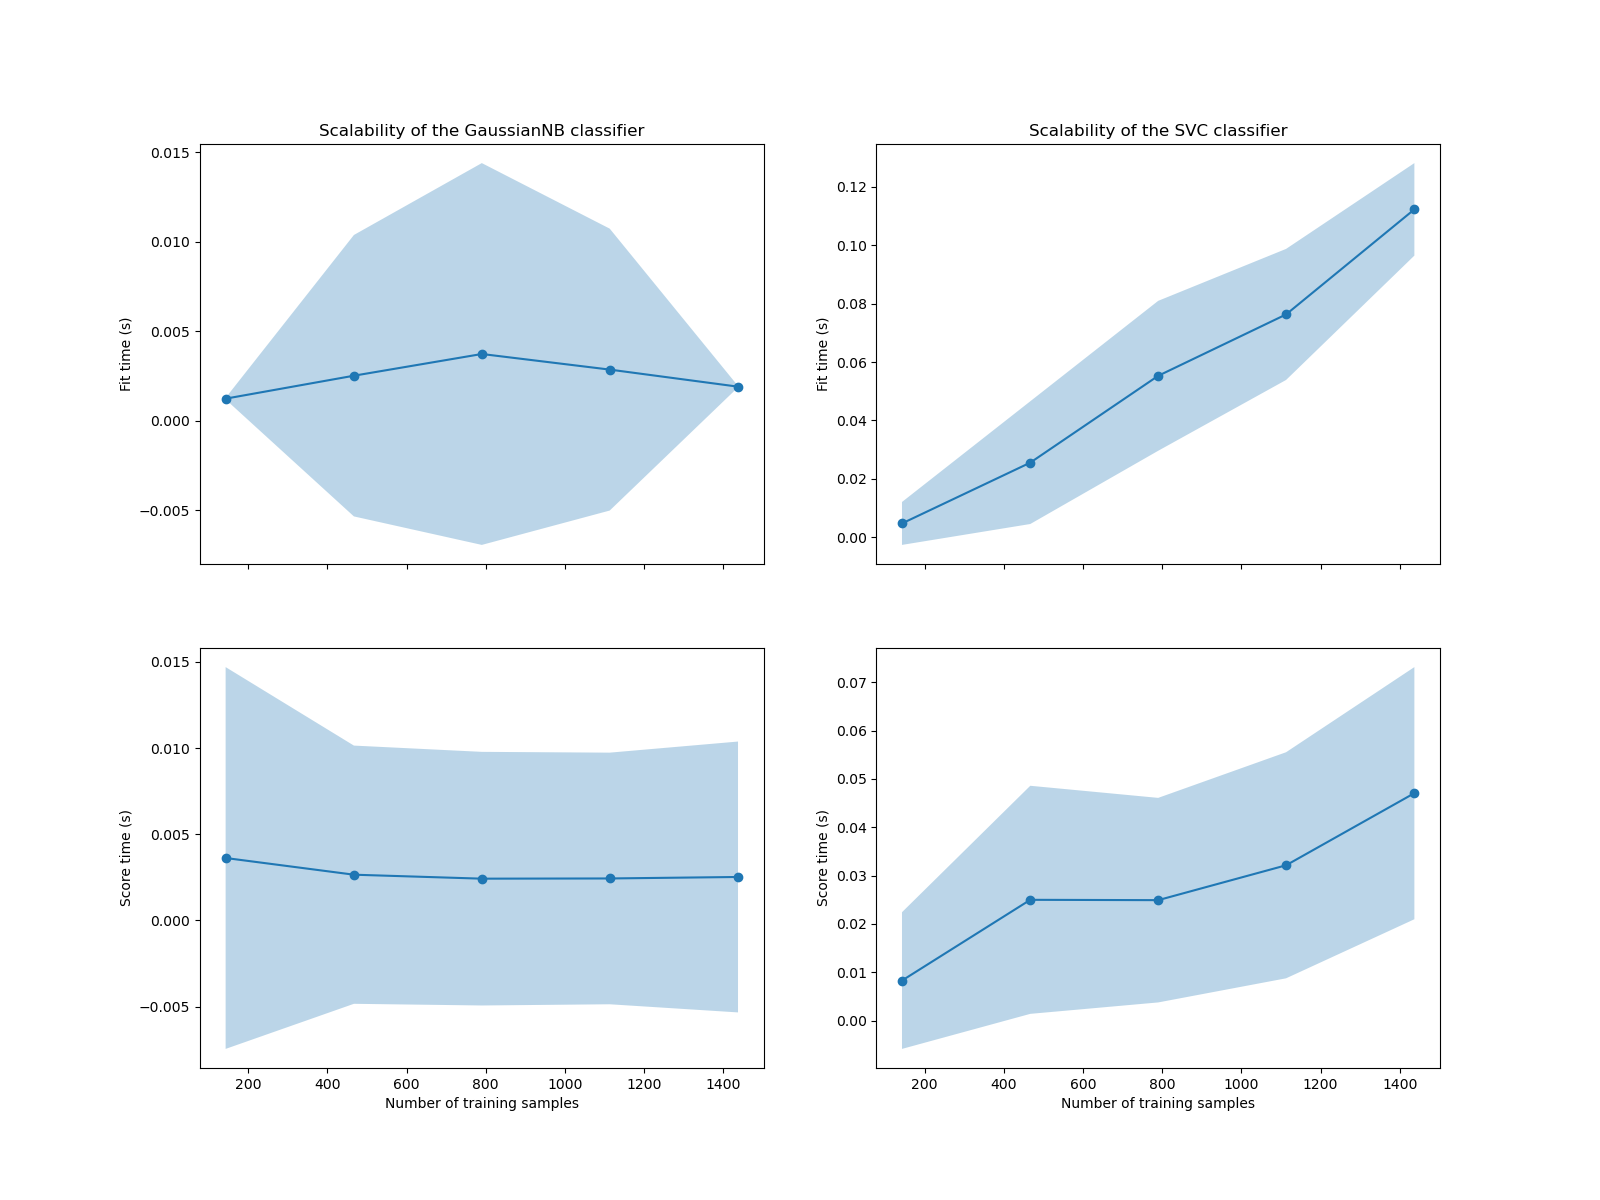 Scalability of the GaussianNB classifier
0.015
0.010
0.005
0.000
−0.005
Fit time (s)
Scalability of the SVC classifier
0.12
0.10
0.08
0.06
0.04
0.02
0.00
Fit time (s)
0.015
0.010
0.005
0.000
−0.005
Score time (s)
200 400 600 800 1000 1200 1400
Number of training samples
0.07
0.06
0.05
0.04
0.03
0.02
0.01
0.00
Score time (s)
200 400 600 800 1000 1200 1400
Number of training samples